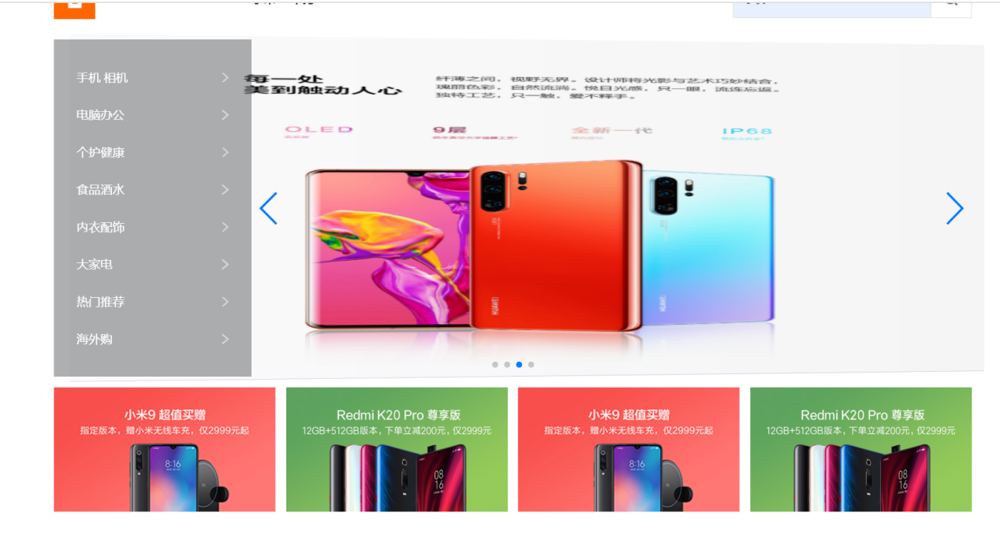 手机 相机
每一处
纤薄之间，视野无界。设计师将光影与艺术巧妙结合，
美到触动人心
瑰丽色彩，自然流淌。悦目光感，只一眼，流连忘返。
独特工艺，只一触，爱不释手。
电脑办公
OLED
9层
全新一代
IP68
个护健康
食品酒水
内衣配饰
大家电
热门推荐
海外购
HUAWEI
HUAWEI
小米9 超值买赠
指定版本，赠小米无线车充，仅2999元起
8:16
Redmi K20 Pro 尊享版
12GB+512GB版本，下单立减200元，仅2999元
08
16
小米9 超值买赠
指定版本，赠小米无线车充，仅2999元起
8:16
Redmi K20 Pro 尊享版
12GB+512GB版本，下单立减200元，仅2999元
08
16